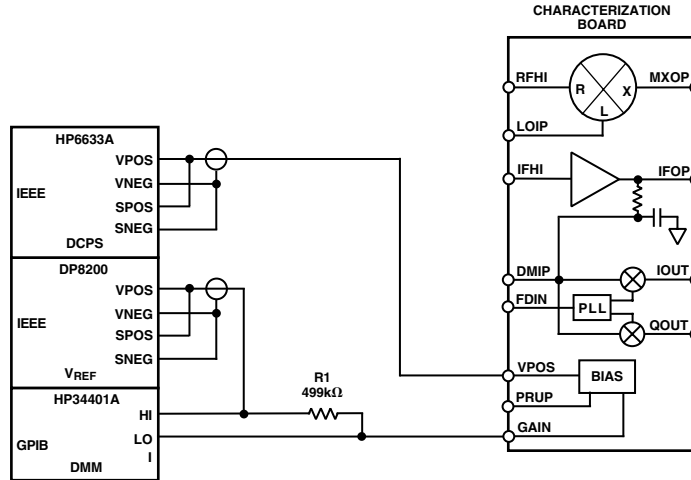 CHARACTERIZATION
BOARD
RFHI
R
X
L
MXOP
LOIP
IFHI
IFOP
DMIP
IOUT
FDIN
PLL
QOUT
VPOS
BIAS
PRUP
GAIN
HP6633A
VPOS
VNEG
IEEE
SPOS
SNEG
DCPS
DP8200
VPOS
VNEG
IEEE
SPOS
SNEG
VREF
HP34401A
HI
GPIB
LO
I
DMM
R1
499kΩ